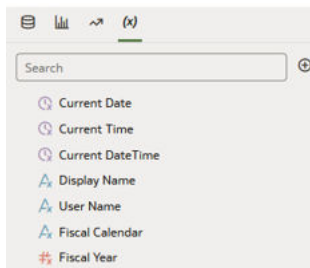 (x)
Search
Current Date
Current Time
Current DateTime
Display Name
User Name
Fiscal Calendar
Fiscal Year